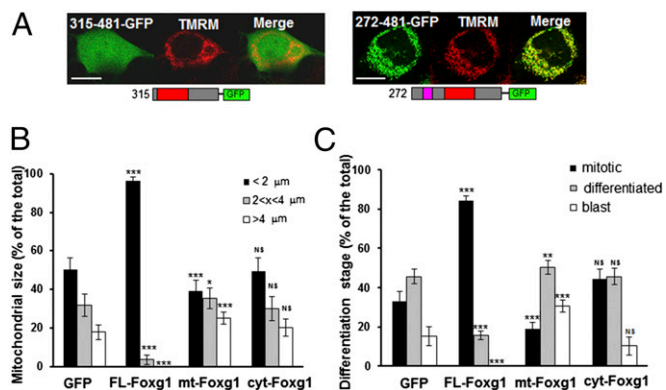 A
315-481-GFP TMRM Merge
272-481-GFP TMRM Merge
315 GFP
272 GFP
B
Mitochondrial size (% of the total)
100
80
60
40
20
0
*** *** ***
*** * ***
NS NS NS
< 2 μm
2<x<4 μm
>4 μm
GFP FL-Foxg1 mt-Foxg1 cyt-Foxg1
C
Differentiation stage (% of the total)
100
80
60
40
20
0
*** *** ***
*** ** ***
NS NS NS
mitotic
differentiated
blast
GFP FL-Foxg1 mt-Foxg1 cyt-Foxg1